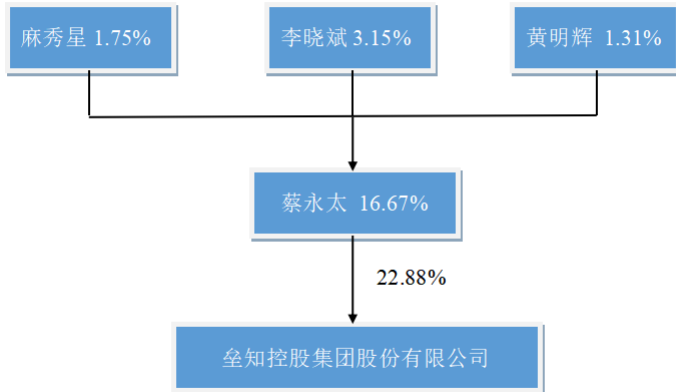 麻秀星 1.75%
李晓斌 3.15%
黄明辉 1.31%
蔡永太 16.67%
22.88%
垒知控股集团股份有限公司